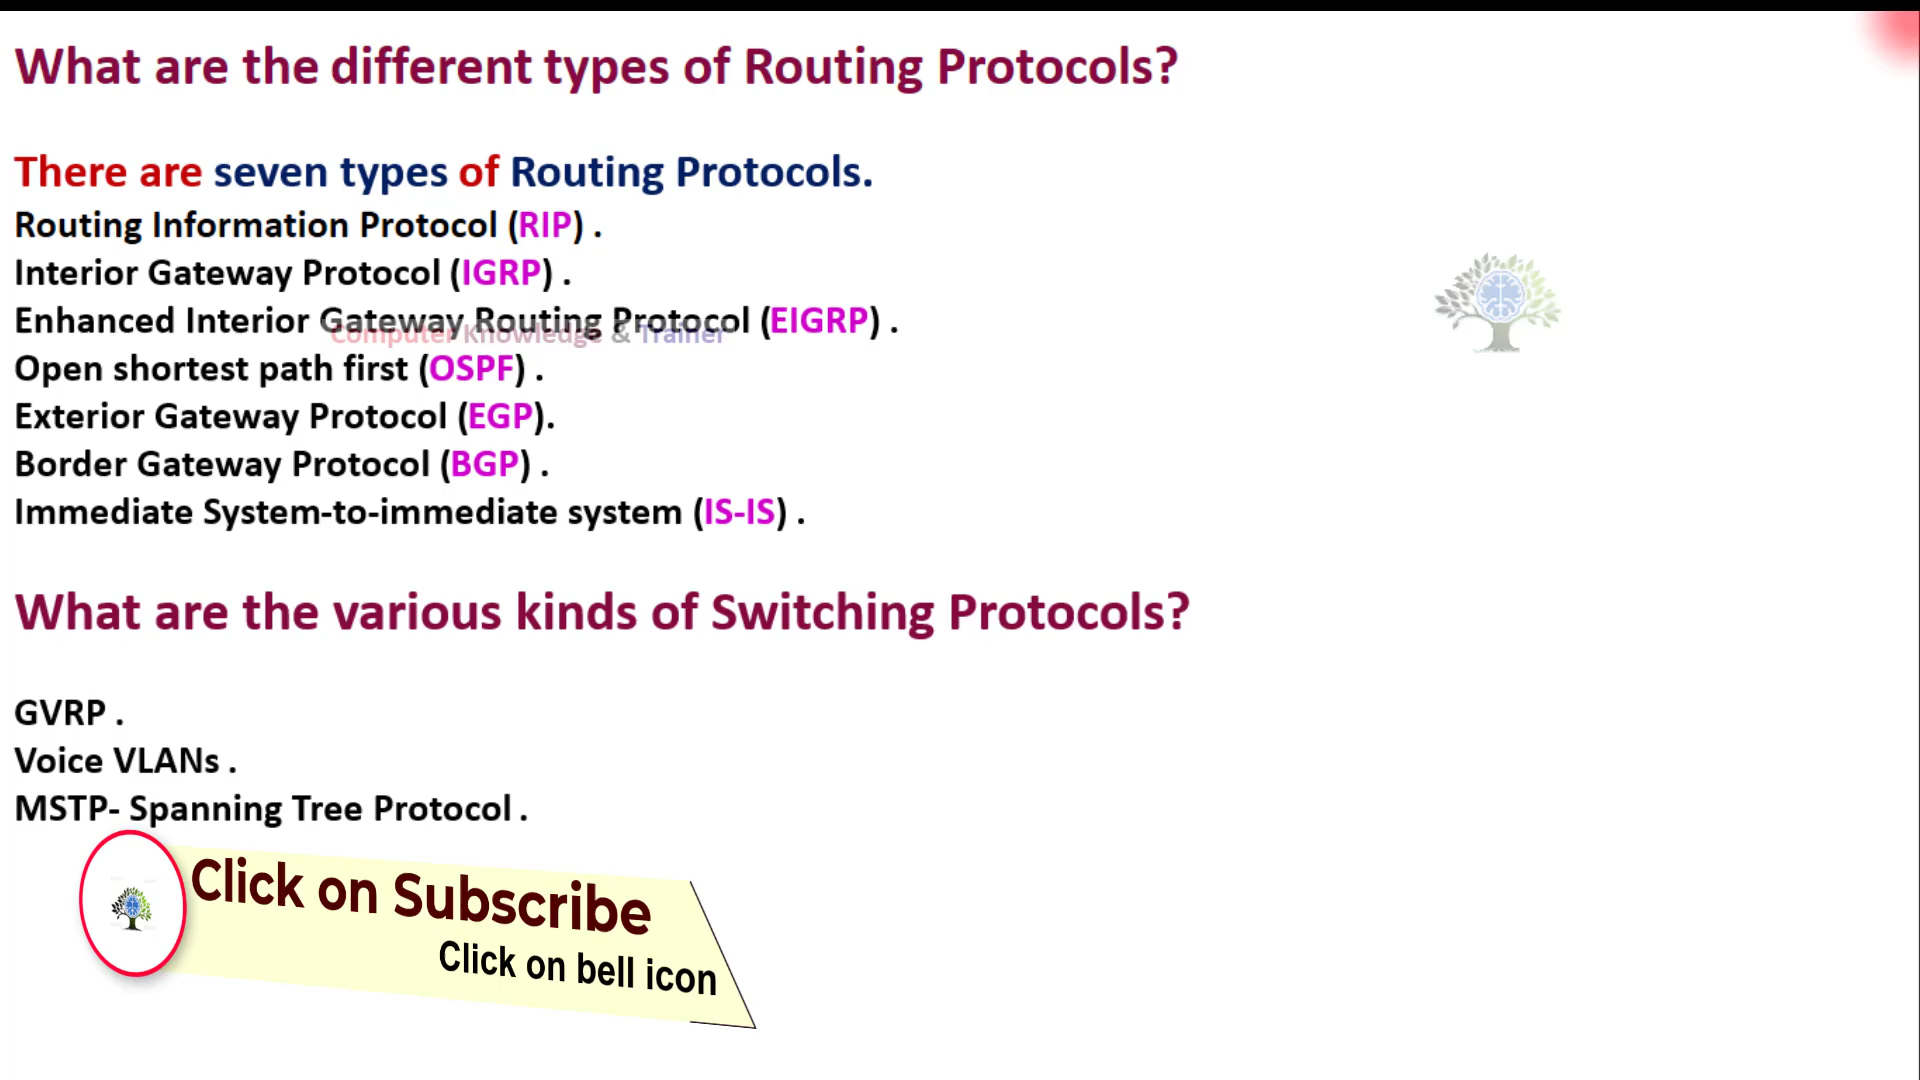 What are the different types of Routing Protocols?
There are seven types of Routing Protocols.
Routing Information Protocol (RIP) .
Interior Gateway Protocol (IGRP) .
Enhanced Interior Gateway Routing Protocol (EIGRP) .
Computer Knowledge & Trainer
Open shortest path first (OSPF) .
Exterior Gateway Protocol (EGP).
Border Gateway Protocol (BGP) .
Immediate System-to-immediate system (IS-IS) .
What are the various kinds of Switching Protocols?
GVRP .
Voice VLANs .
MSTP- Spanning Tree Protocol .
Click on Subscribe
Click on bell icon